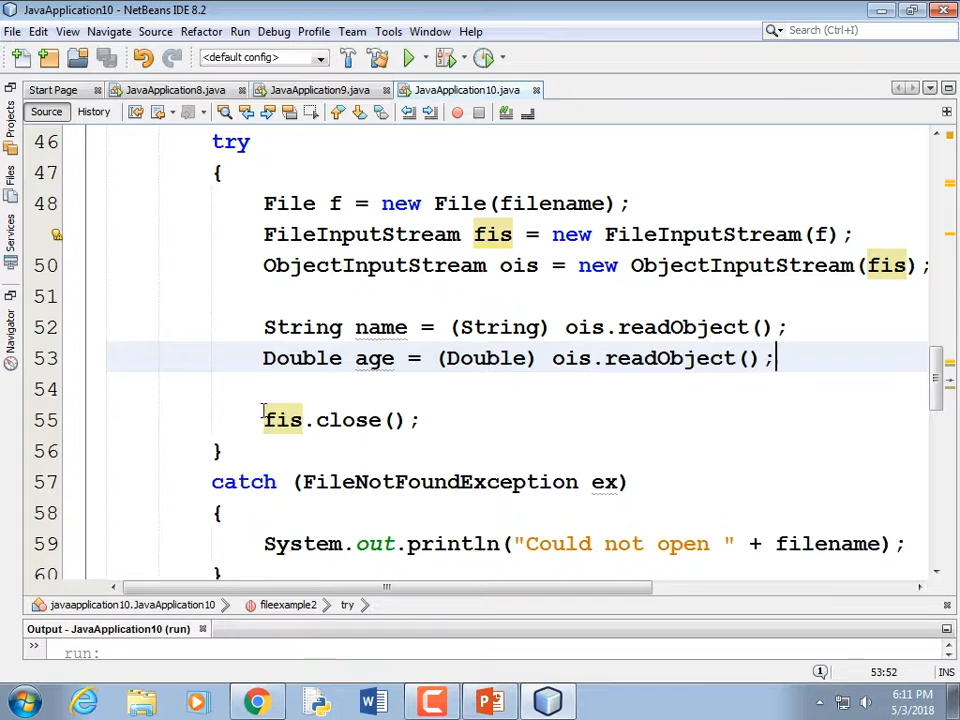 JavaApplication10 - NetBeans IDE 8.2
File Edit View Navigate Source Refactor Run Debug Profile Team Tools Window Help
Search (Ctrl+I)
<default config>
Start Page JavaApplication8.java JavaApplication9.java JavaApplication10.java
Source History
Projects
Files
Services
Navigator
46 try
47 {
48 File f = new File(filename);
FileInputStream fis = new FileInputStream(f);
50 ObjectInputStream ois = new ObjectInputStream(fis);
51
52 String name = (String) ois.readObject();
53 Double age = (Double) ois.readObject();
54
55 fis.close();
56 }
57 catch (FileNotFoundException ex)
58 {
59 System.out.println("Could not open " + filename);
60 }
javaapplication10.JavaApplication10 fileexample2 try
Output - JavaApplication10 (run)
>> run:
1 53:52 INS
6:11 PM
5/3/2018